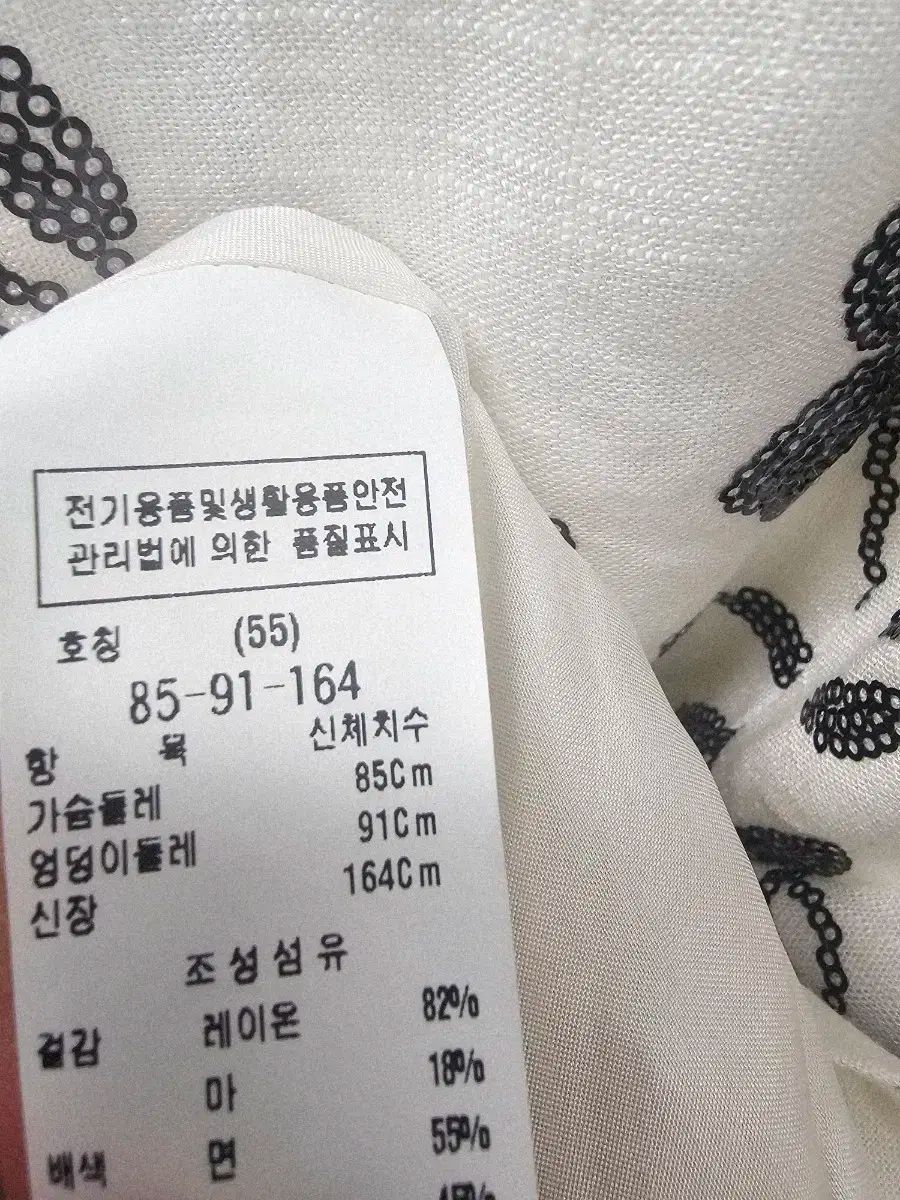 전기용품및생활용품안전
관리법에 의한 품질표시
호칭 (55)
85-91-164
항 목 신체치수
가슴둘레 85Cm
엉덩이둘레 91Cm
신장 164Cm
조성섬유
겉감 레이온 82%
마 18%
배색 면 55%
45%